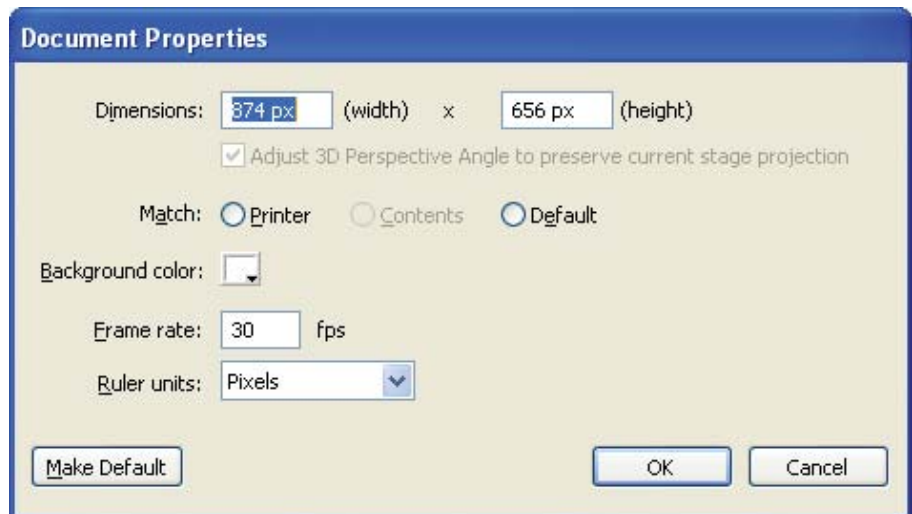 Document Properties
Dimensions: 874 px (width) x 656 px (height)
Adjust 3D Perspective Angle to preserve current stage projection
Match: Printer Contents Default
Background color:
Frame rate: 30 fps
Ruler units: Pixels
Make Default OK Cancel